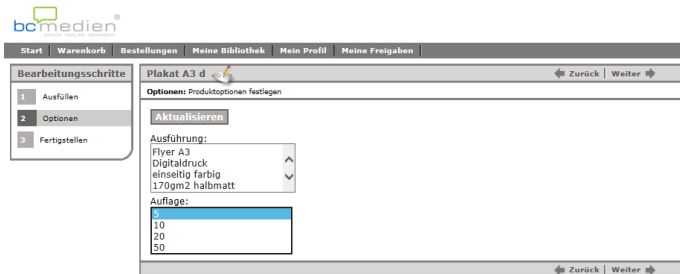 bcmedien®
Start | Warenkorb | Bestellungen | Meine Bibliothek | Mein Profil | Meine Freigaben |
Bearbeitungsschritte
1 Ausfüllen
2 Optionen
3 Fertigstellen
Plakat A3 d
Zurück | Weiter
Optionen: Produktoptionen festlegen
Aktualisieren
Ausführung:
Flyer A3
Digitaldruck
einseitig farbig
170gm2 halbmatt
Auflage:
5
10
20
50
Zurück | Weiter